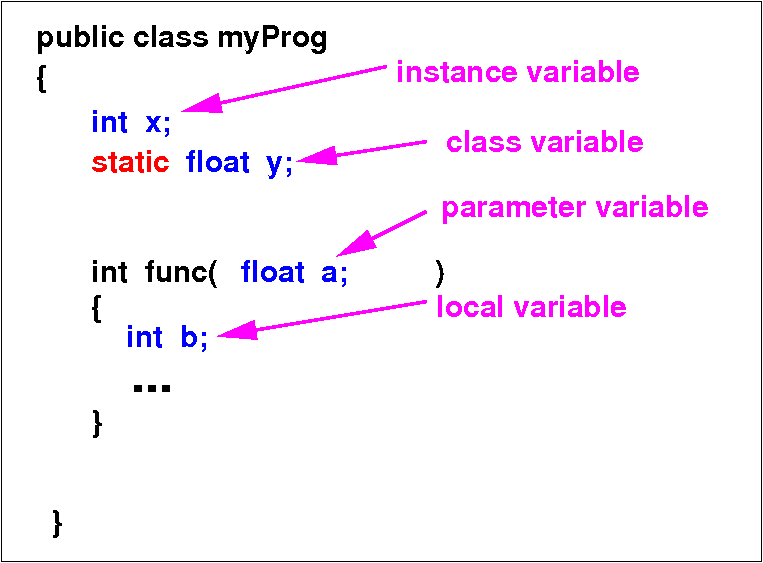 public class myProg
{
instance variable
int x;
class variable
static float y;
parameter variable
int func( float a; )
{
local variable
int b;
...
}
}